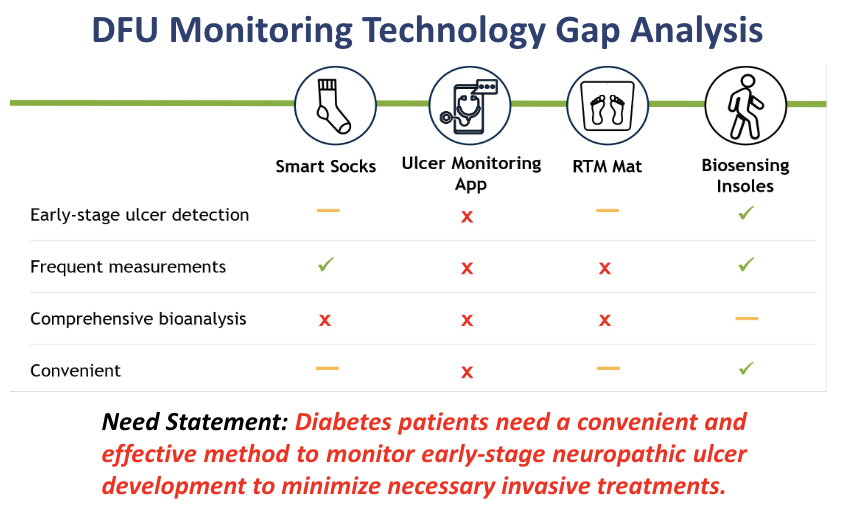 DFU Monitoring Technology Gap Analysis
Smart Socks
Ulcer Monitoring
App
RTM Mat
Biosensing
Insoles
Early-stage ulcer detection — x — ✓
Frequent measurements ✓ x x ✓
Comprehensive bioanalysis x x x —
Convenient — x — ✓
Need Statement: Diabetes patients need a convenient and
effective method to monitor early-stage neuropathic ulcer
development to minimize necessary invasive treatments.